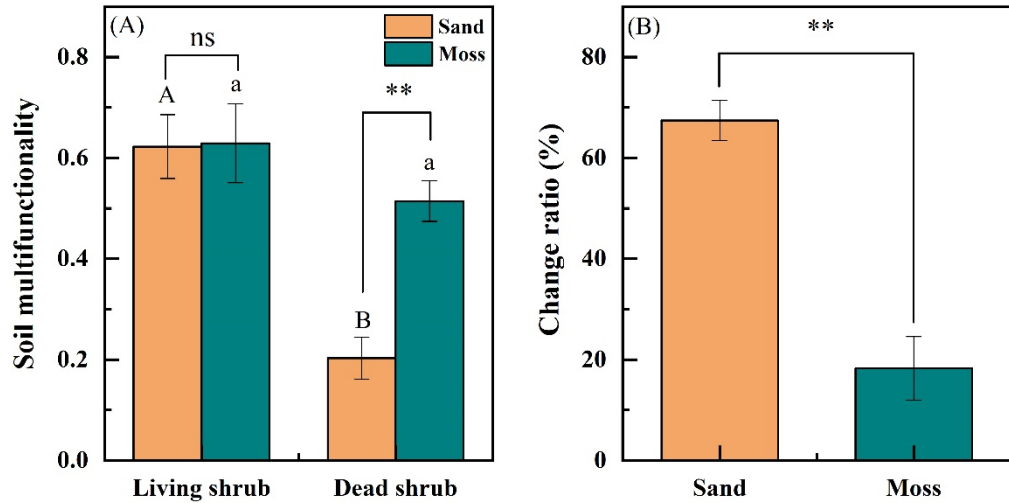 (A)
Sand
Moss
ns
A
a
**
B
a
0.8
0.6
0.4
0.2
0.0
Soil multifunctionality
Living shrub
Dead shrub
(B)
**
80
60
40
20
0
Change ratio (%)
Sand
Moss